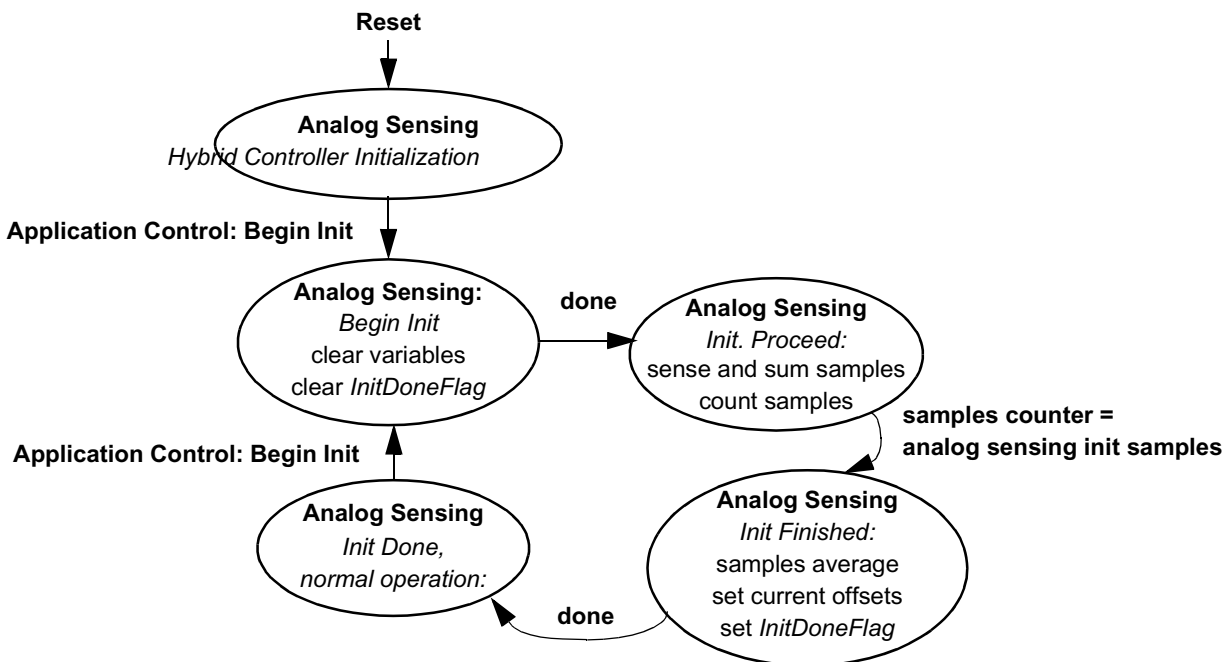 Reset
Analog Sensing
Hybrid Controller Initialization
Application Control: Begin Init
Analog Sensing:
Begin Init
clear variables
clear InitDoneFlag
done
Analog Sensing
Init. Proceed:
sense and sum samples
count samples
samples counter =
analog sensing init samples
Application Control: Begin Init
Analog Sensing
Init Done,
normal operation:
done
Analog Sensing
Init Finished:
samples average
set current offsets
set InitDoneFlag